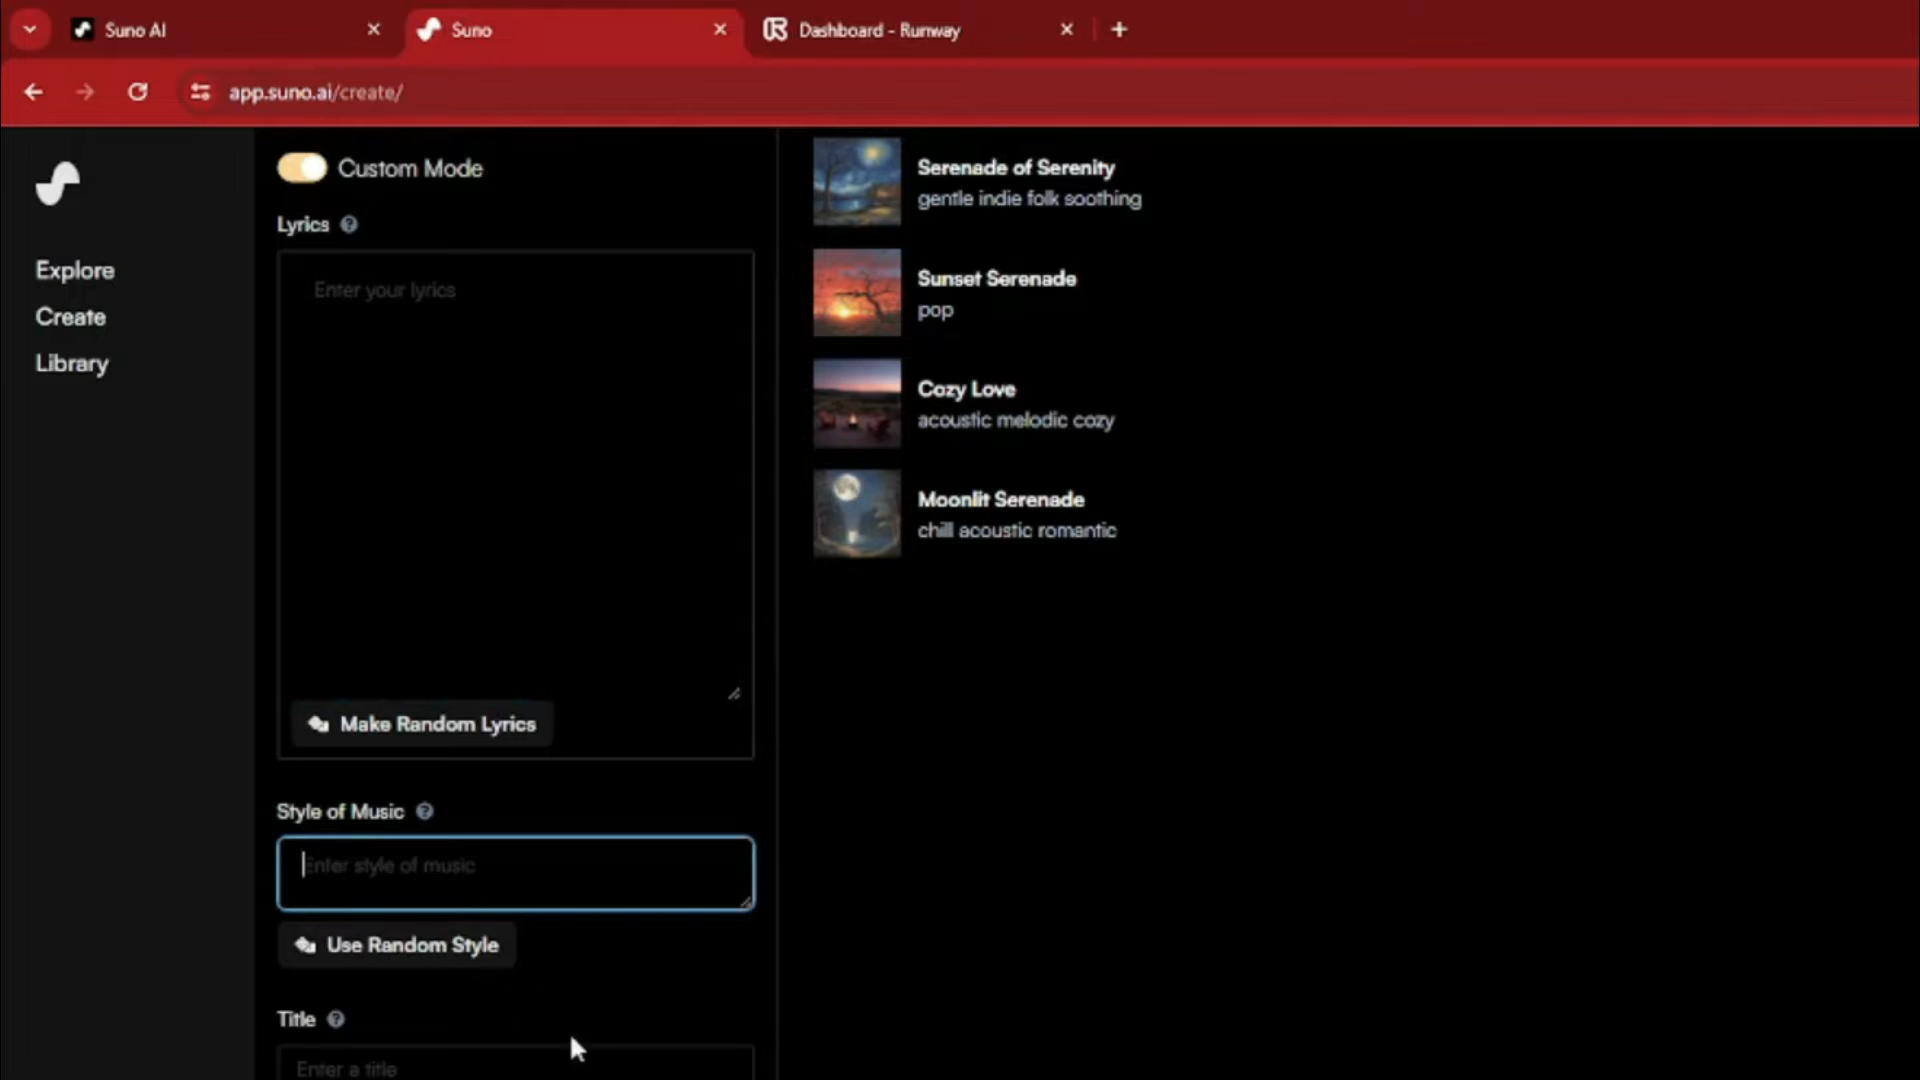 Suno AI
Suno
Dashboard - Runway
app.suno.ai/create/
Explore
Create
Library
Custom Mode
Lyrics
Enter your lyrics
Make Random Lyrics
Style of Music
Enter style of music
Use Random Style
Title
Enter a title
Serenade of Serenity
gentle indie folk soothing
Sunset Serenade
pop
Cozy Love
acoustic melodic cozy
Moonlit Serenade
chill acoustic romantic